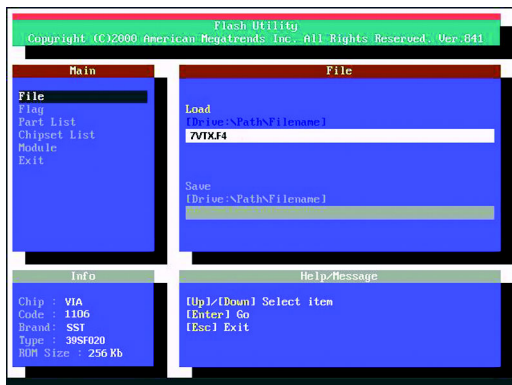 Flash Utility
Copyright (C)2000 American Megatrends Inc. All Rights Reserved. Ver:841
Main
File
Flag
Part List
Chipset List
Module
Exit
File
Load
[Drive:\Path\Filename]
7VTX.F4
Save
[Drive:\Path\Filename]
Info
Chip : VIA
Code : 1106
Brand: SST
Type : 39SF020
ROM Size : 256 Kb
Help/Message
[Up]/[Down] Select item
[Enter] Go
[Esc] Exit